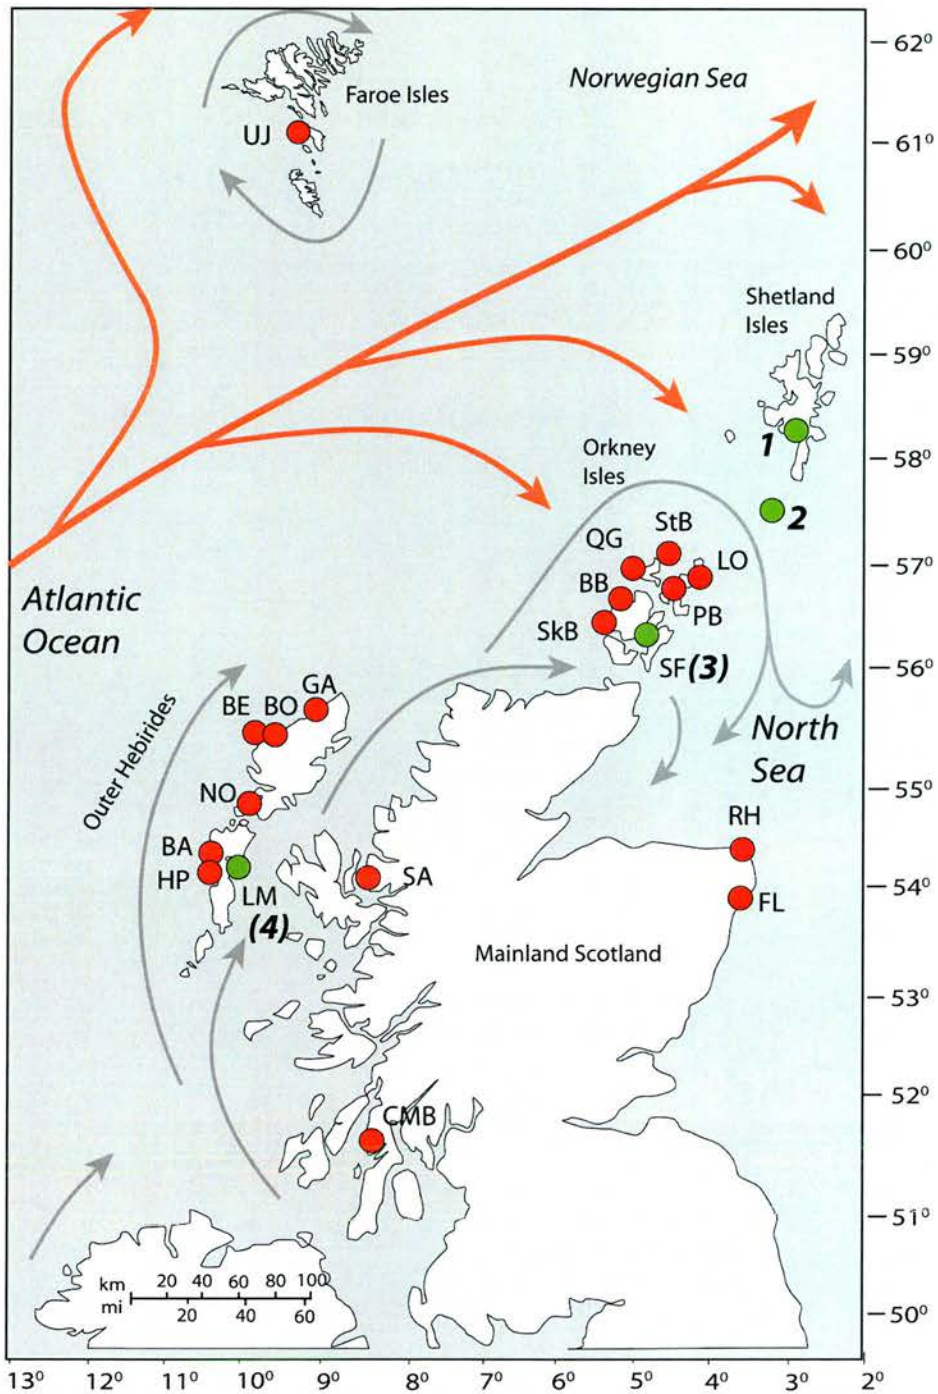 62°
Norwegian Sea
Faroe Isles
UJ
61°
60°
Shetland
Isles
59°
1
58°
Orkney
Isles
2
StB
QG
LO
57°
BB
Atlantic
Ocean
PB
SkB
SF(3)
56°
GA
BE
BO
Outer Hebirides
North
Sea
55°
NO
RH
BA
HP
SA
54°
LM
(4)
FL
Mainland Scotland
53°
52°
CMB
51°
km
20 40 60 80 100
mi
20 40 60
50°
13° 12° 11° 10° 9° 8° 7° 6° 5° 4° 3° 2°